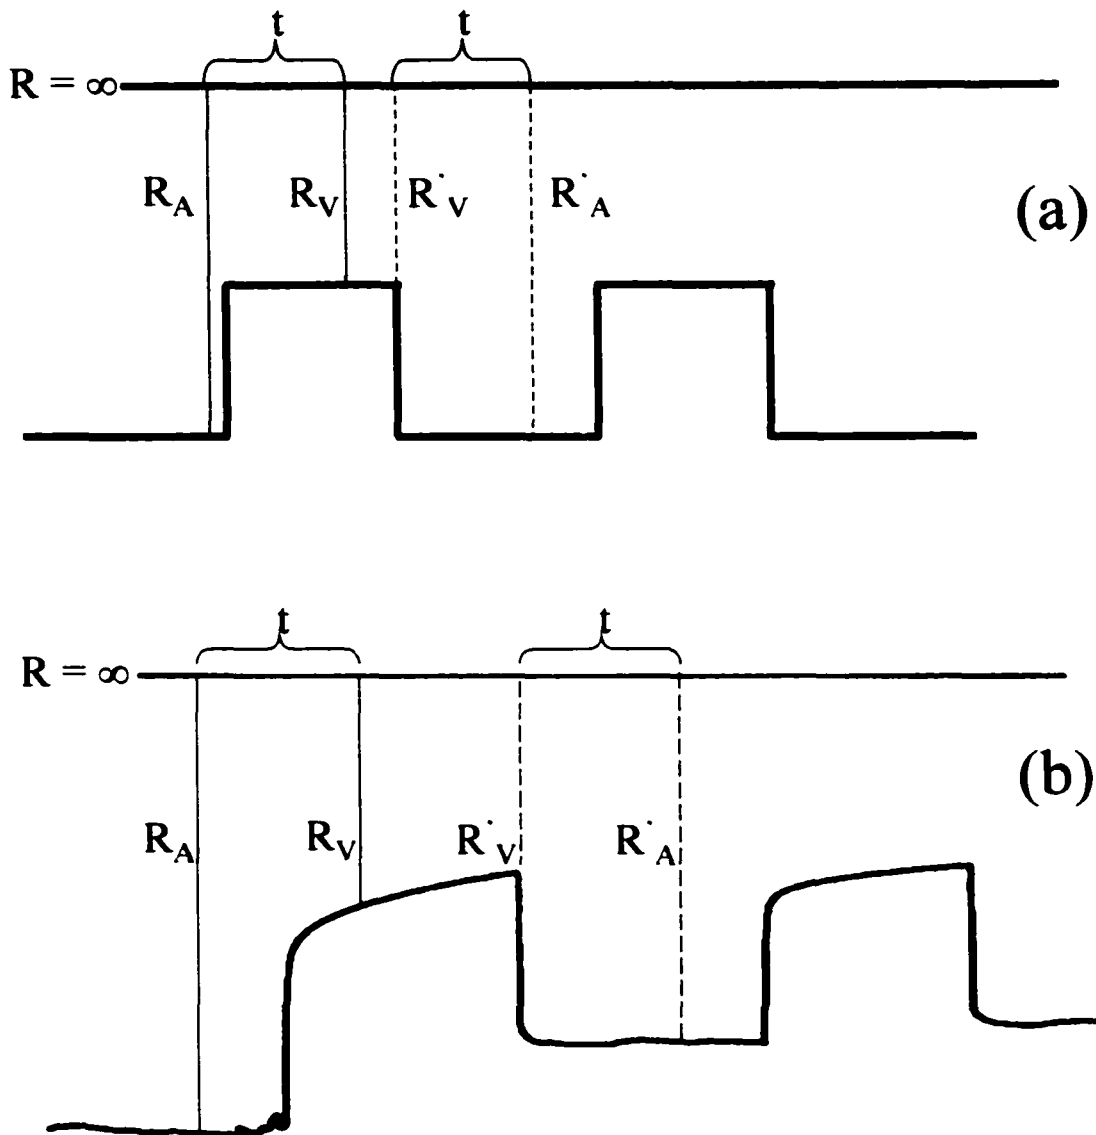 t t
R = ∞
R_A R_V R'_V R'_A
(a)
t t
R = ∞
(b)
R_A R_V R'_V R'_A